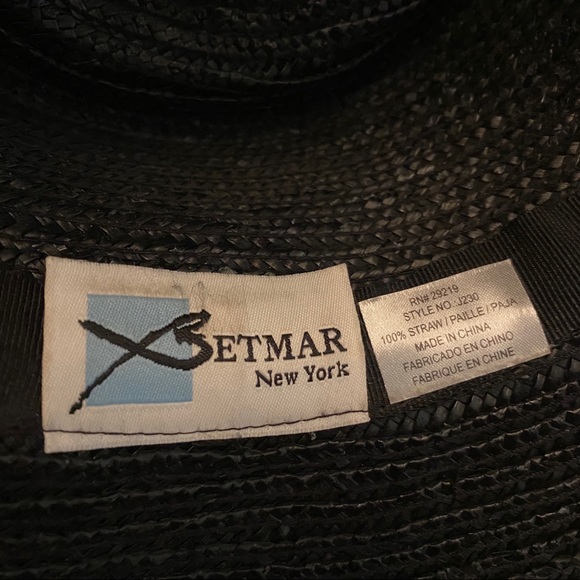 BETMAR
New York
RN# 29219
STYLE NO :J230
100% STRAW / PAILLE / PAJA
MADE IN CHINA
FABRICADO EN CHINO
FABRIQUE EN CHINE